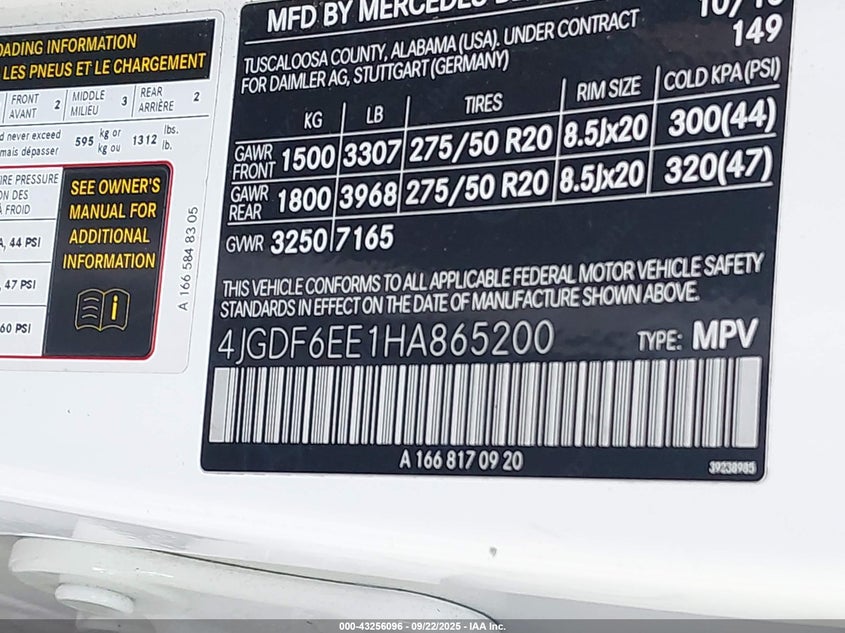 OADING INFORMATION
LES PNEUS ET LE CHARGEMENT
FRONT AVANT 2 MIDDLE MILIEU 3 REAR ARRIÈRE 2
d never exceed 595 kg or 1312 lbs.
mais dépasser kg ou lb.
IRE PRESSURE
ON DES
À FROID
A, 44 PSI
, 47 PSI
60 PSI
SEE OWNER'S
MANUAL FOR
ADDITIONAL
INFORMATION
A 166 584 83 05
MFD BY MERCEDES
149
TUSCALOOSA COUNTY, ALABAMA (USA). UNDER CONTRACT
FOR DAIMLER AG, STUTTGART (GERMANY)
KG LB TIRES RIM SIZE COLD KPA (PSI)
GAWR FRONT 1500 3307 275/50 R20 8.5Jx20 300(44)
GAWR REAR 1800 3968 275/50 R20 8.5Jx20 320(47)
GVWR 3250 7165
THIS VEHICLE CONFORMS TO ALL APPLICABLE FEDERAL MOTOR VEHICLE SAFETY
STANDARDS IN EFFECT ON THE DATE OF MANUFACTURE SHOWN ABOVE.
4JGDF6EE1HA865200 TYPE: MPV
A 166 817 09 20
39238985
000-43256096 - 09/22/2025 - IAA Inc.